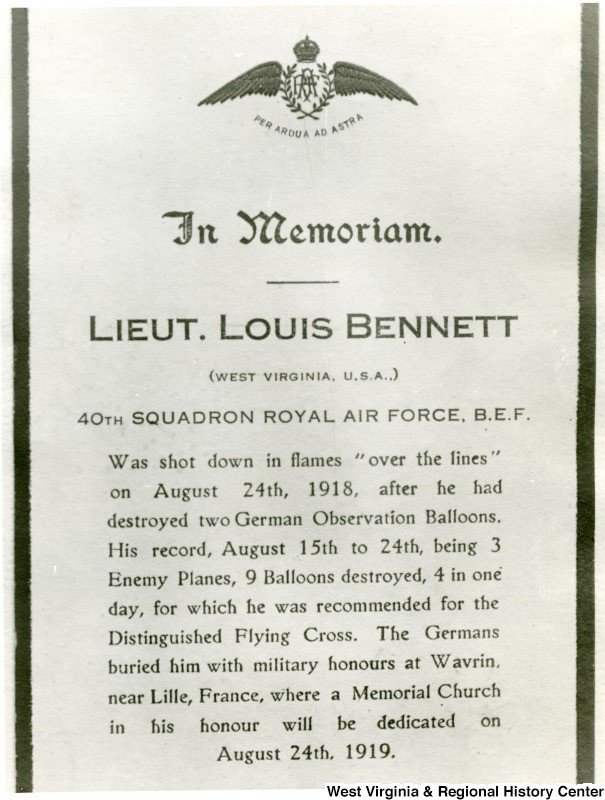 RAF
PER ARDUA AD ASTRA
In Memoriam.
LIEUT. LOUIS BENNETT
(WEST VIRGINIA, U.S.A.,)
40TH SQUADRON ROYAL AIR FORCE, B.E.F.
Was shot down in flames "over the lines"
on August 24th, 1918, after he had
destroyed two German Observation Balloons.
His record, August 15th to 24th, being 3
Enemy Planes, 9 Balloons destroyed, 4 in one
day, for which he was recommended for the
Distinguished Flying Cross. The Germans
buried him with military honours at Wavrin,
near Lille, France, where a Memorial Church
in his honour will be dedicated on
August 24th, 1919.
West Virginia & Regional History Center